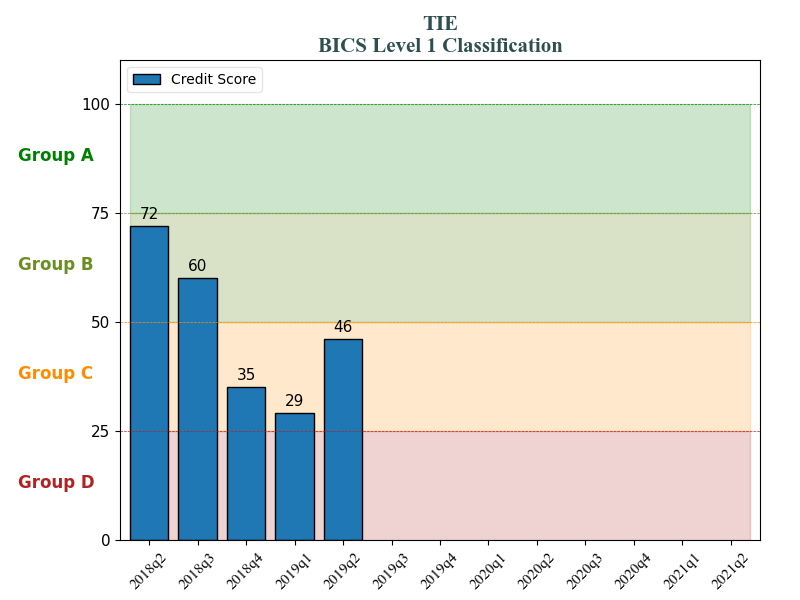 TIE
BICS Level 1 Classification
Credit Score
100
Group A
75
72
Group B
60
50
46
Group C
35
29
25
Group D
0
2018q2
2018q3
2018q4
2019q1
2019q2
2019q3
2019q4
2020q1
2020q2
2020q3
2020q4
2021q1
2021q2